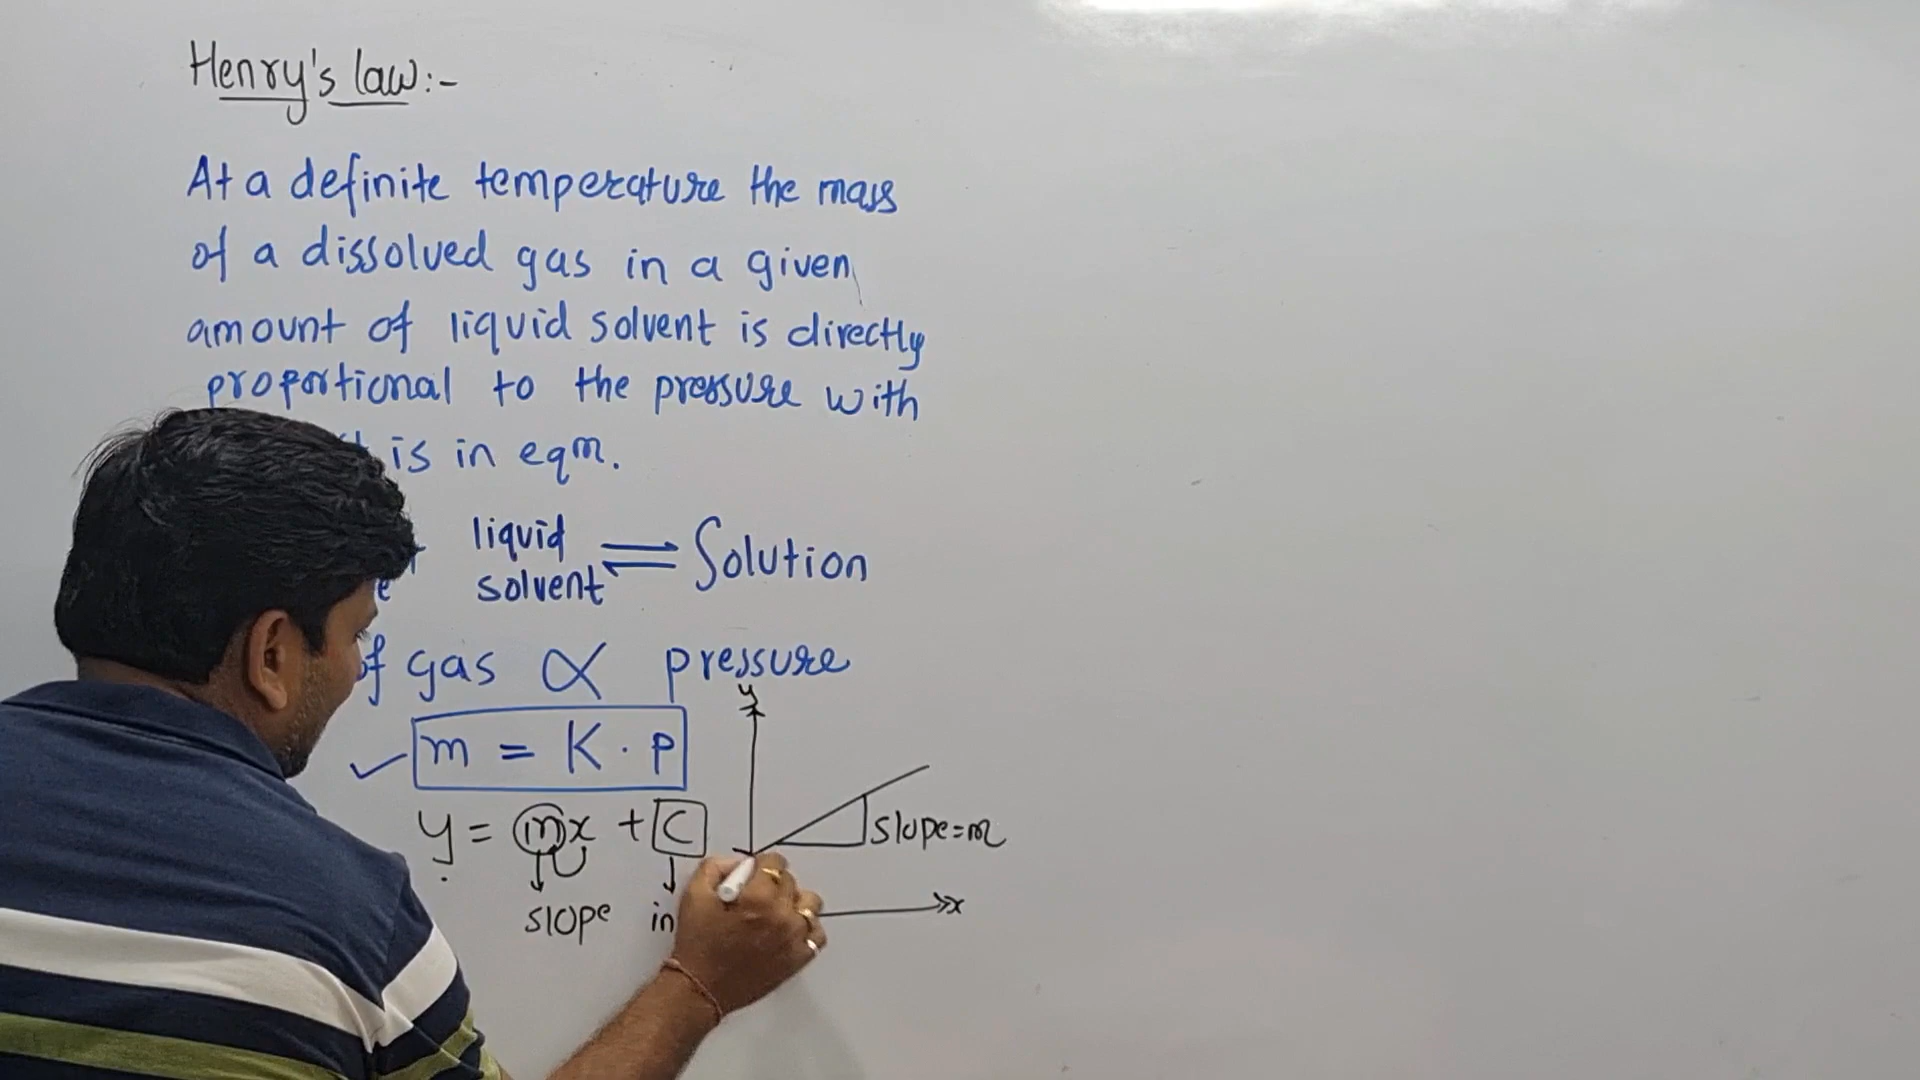 Henry's law:-
At a definite temperature the mass
of a dissolved gas in a given
amount of liquid solvent is directly
proportional to the pressure with
is in eqm.
liquid
solvent ⇌ Solution
of gas ∝ pressure
m = K . p
y = mx + C
slope
y
slope=m
x